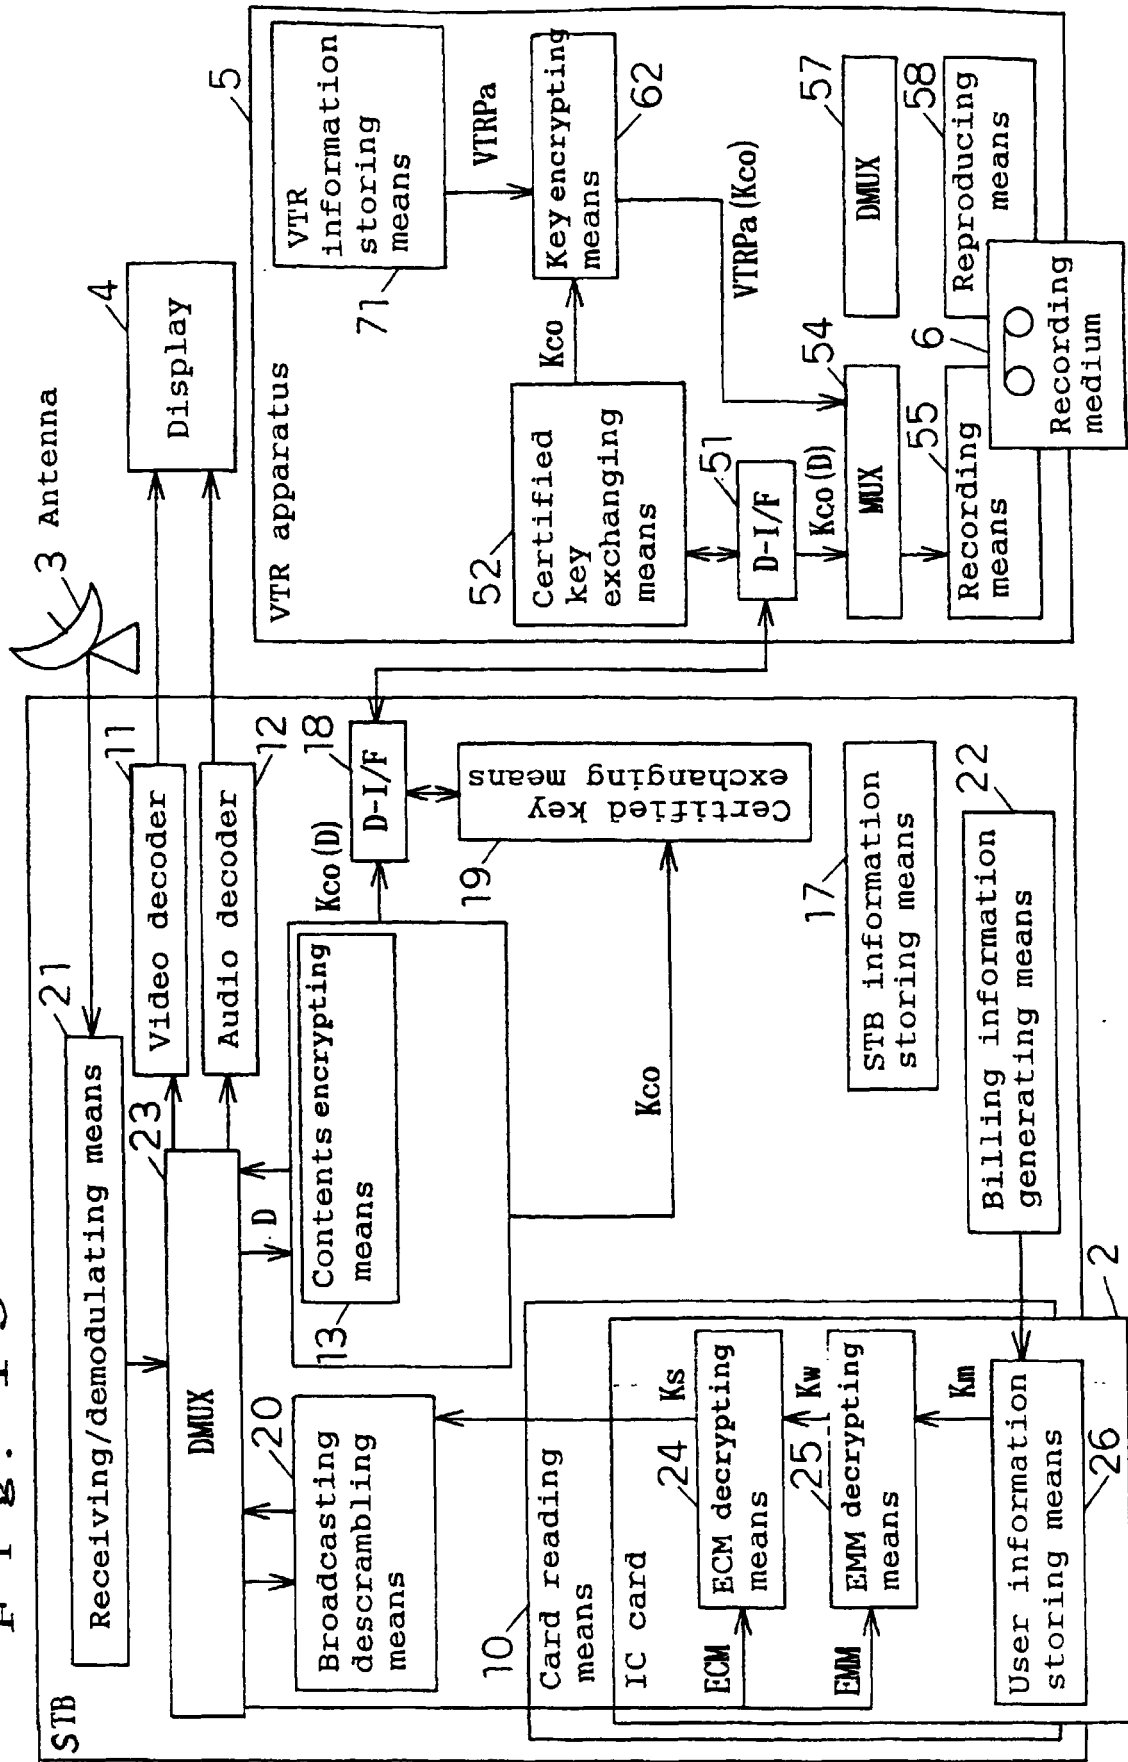 STB
Receiving/demodulating means
21
DMUX
23
Video decoder
11
Audio decoder
12
Antenna
3
Display
4
Broadcasting
descrambling
means
20
D
Contents encrypting
means
13
Kco(D)
D-I/F
18
Certified key
exchanging means
19
Kco
STB information
storing means
17
Billing information
generating means
22
10
Card reading
means
IC card
2
ECM
ECM decrypting
means
24
Ks
EMM
EMM decrypting
means
25
Kw
Km
User information
storing means
26
VTR apparatus
5
VTR
information
storing
means
71
VTRPa
Key encrypting
means
62
Kco
Certified
key
exchanging
means
52
VTRPa(Kco)
D-I/F
51
Kco(D)
MUX
54
DMUX
57
Recording
means
55
Reproducing
means
58
6
Recording
medium